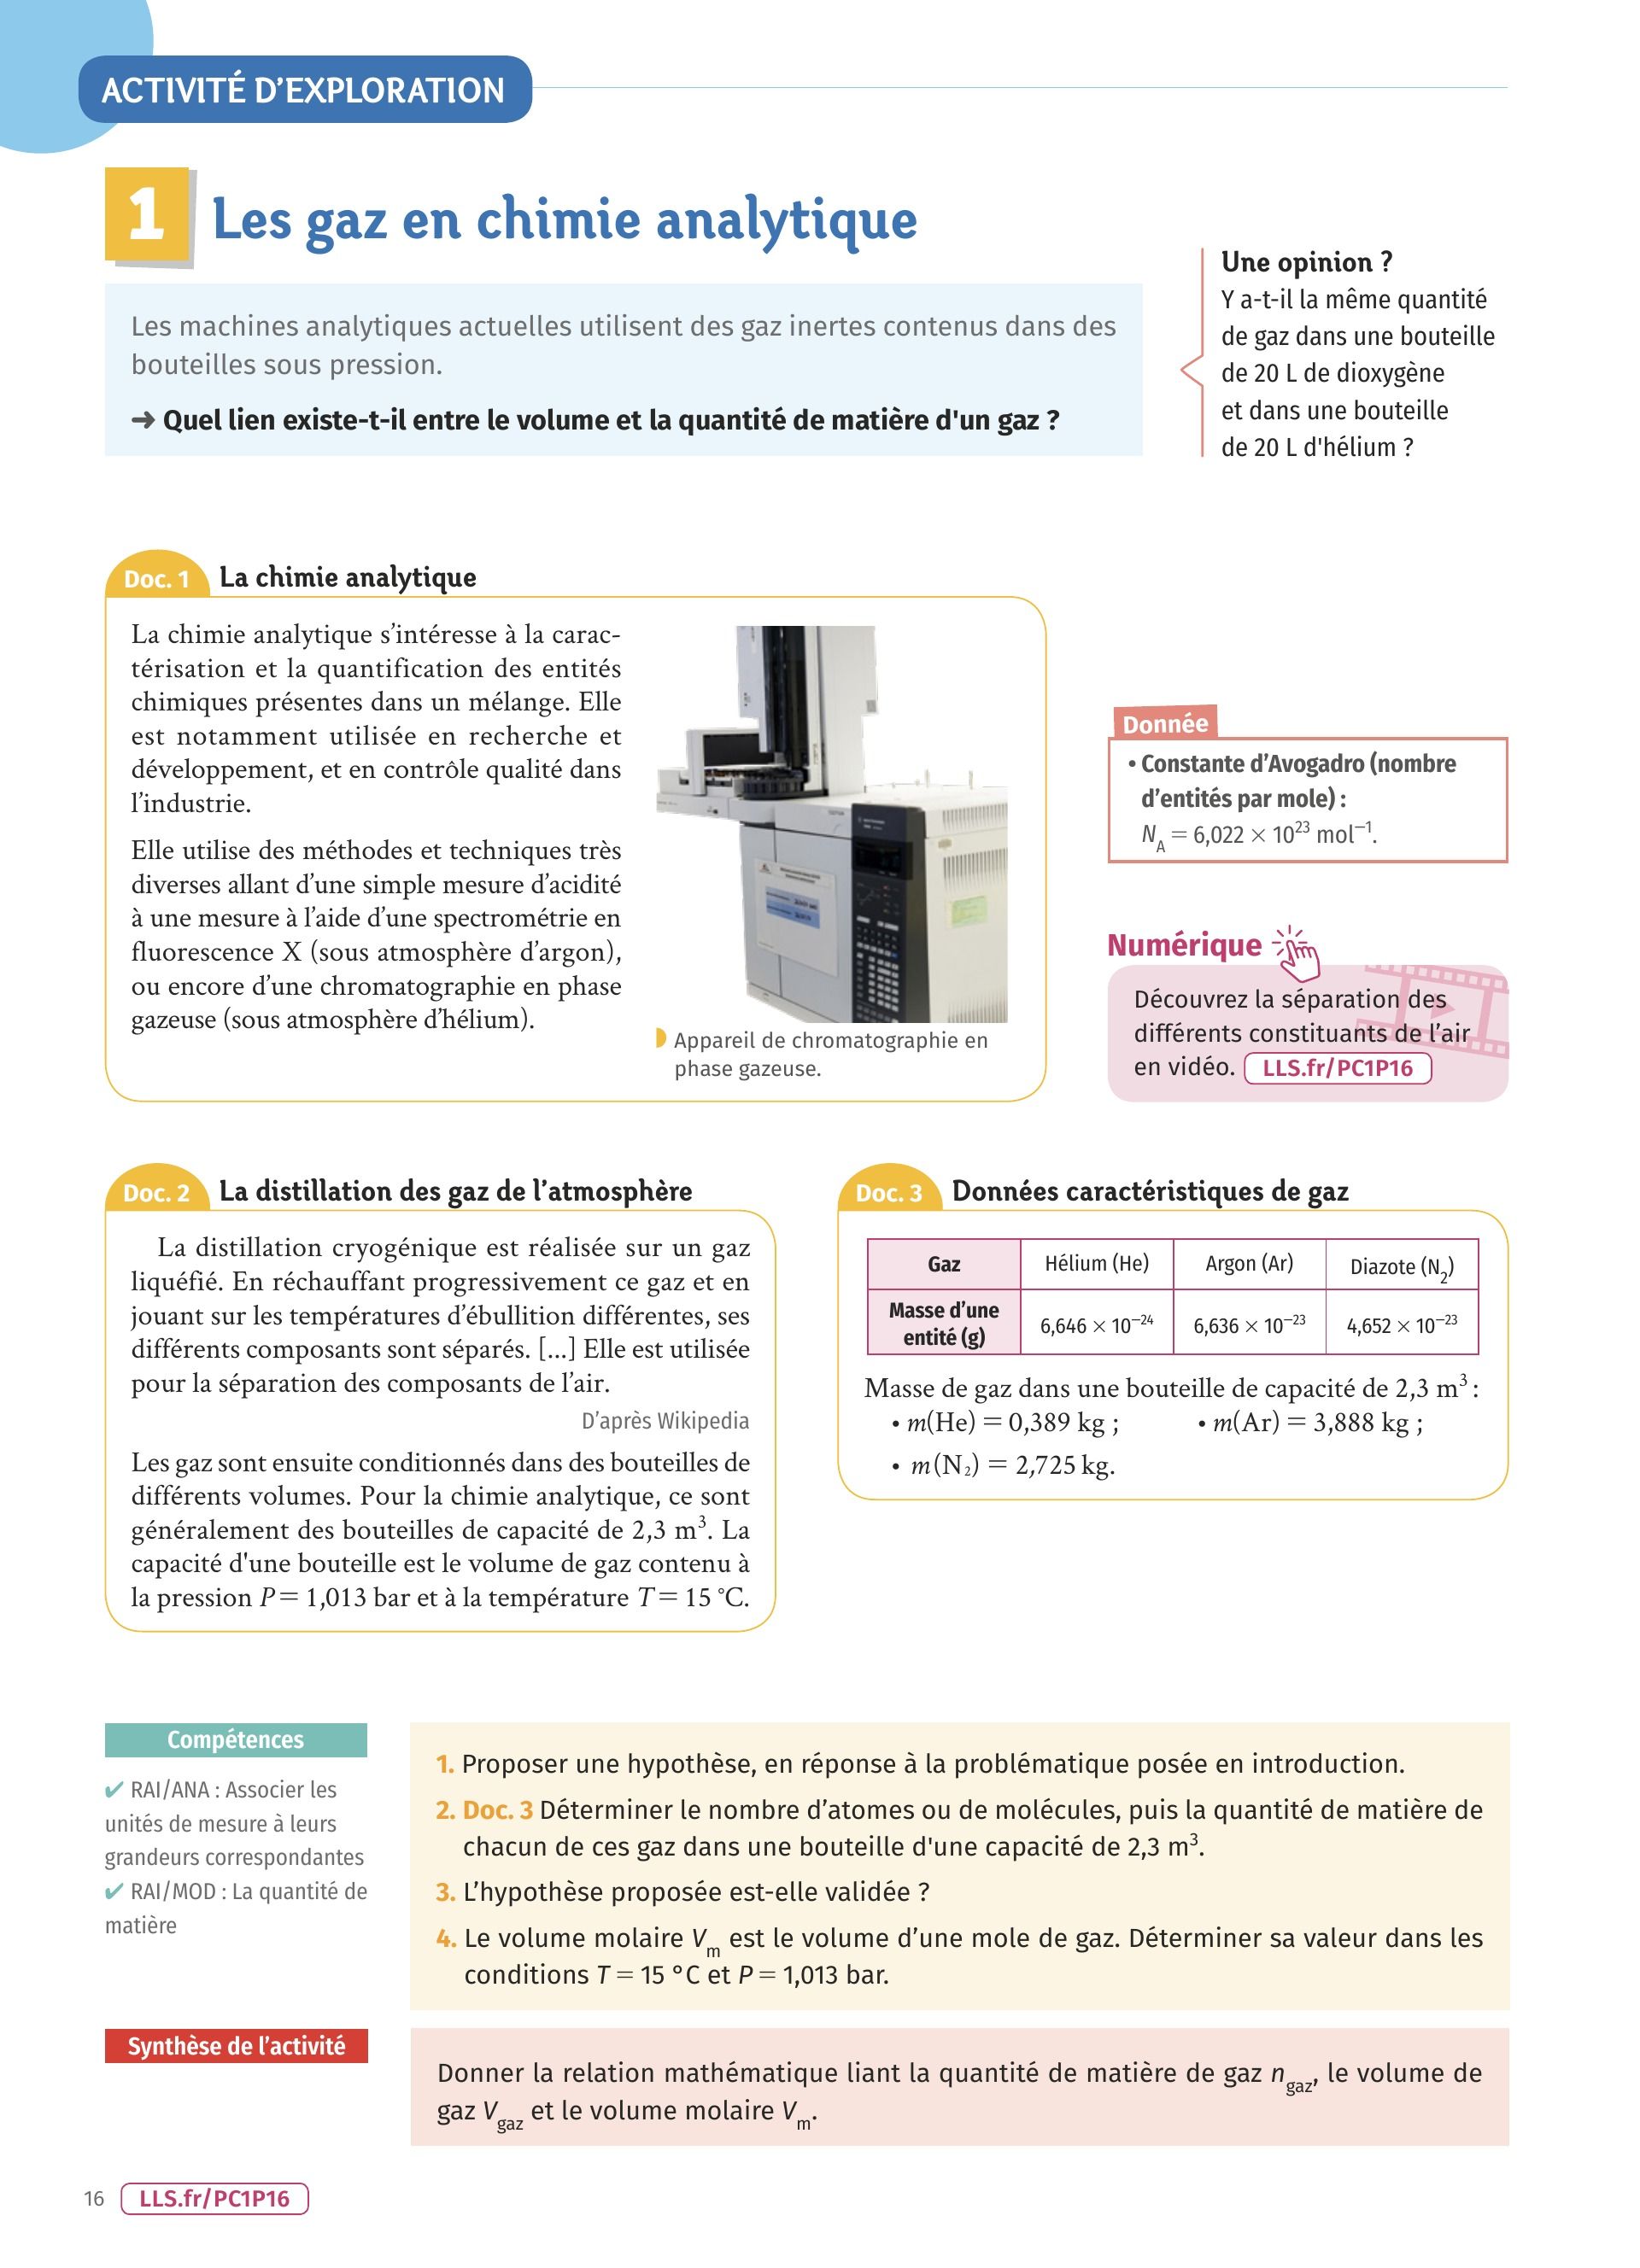 ACTIVITÉ D'EXPLORATION
1 Les gaz en chimie analytique
Les machines analytiques actuelles utilisent des gaz inertes contenus dans des
bouteilles sous pression.
➜ Quel lien existe-t-il entre le volume et la quantité de matière d'un gaz ?
Une opinion ?
Y a-t-il la même quantité
de gaz dans une bouteille
de 20 L de dioxygène
et dans une bouteille
de 20 L d'hélium ?
Doc. 1 La chimie analytique
La chimie analytique s'intéresse à la carac-
térisation et la quantification des entités
chimiques présentes dans un mélange. Elle
est notamment utilisée en recherche et
développement, et en contrôle qualité dans
l'industrie.
Elle utilise des méthodes et techniques très
diverses allant d'une simple mesure d'acidité
à une mesure à l'aide d'une spectrométrie en
fluorescence X (sous atmosphère d'argon),
ou encore d'une chromatographie en phase
gazeuse (sous atmosphère d'hélium).
Appareil de chromatographie en
phase gazeuse.
Donnée
• Constante d'Avogadro (nombre
d'entités par mole) :
N_A = 6,022 × 10²³ mol⁻¹.
Numérique
Découvrez la séparation des
différents constituants de l'air
en vidéo. LLS.fr/PC1P16
Doc. 2 La distillation des gaz de l'atmosphère
La distillation cryogénique est réalisée sur un gaz
liquéfié. En réchauffant progressivement ce gaz et en
jouant sur les températures d'ébullition différentes, ses
différents composants sont séparés. [...] Elle est utilisée
pour la séparation des composants de l'air.
D'après Wikipedia
Les gaz sont ensuite conditionnés dans des bouteilles de
différents volumes. Pour la chimie analytique, ce sont
généralement des bouteilles de capacité de 2,3 m³. La
capacité d'une bouteille est le volume de gaz contenu à
la pression P = 1,013 bar et à la température T = 15 °C.
Doc. 3 Données caractéristiques de gaz
Gaz Hélium (He) Argon (Ar) Diazote (N₂)
Masse d'une
entité (g) 6,646 × 10⁻²⁴ 6,636 × 10⁻²³ 4,652 × 10⁻²³
Masse de gaz dans une bouteille de capacité de 2,3 m³ :
• m(He) = 0,389 kg ; • m(Ar) = 3,888 kg ;
• m(N₂) = 2,725 kg.
Compétences
✔ RAI/ANA : Associer les
unités de mesure à leurs
grandeurs correspondantes
✔ RAI/MOD : La quantité de
matière
1. Proposer une hypothèse, en réponse à la problématique posée en introduction.
2. Doc. 3 Déterminer le nombre d'atomes ou de molécules, puis la quantité de matière de
chacun de ces gaz dans une bouteille d'une capacité de 2,3 m³.
3. L'hypothèse proposée est-elle validée ?
4. Le volume molaire Vₘ est le volume d'une mole de gaz. Déterminer sa valeur dans les
conditions T = 15 °C et P = 1,013 bar.
Synthèse de l'activité
Donner la relation mathématique liant la quantité de matière de gaz n_gaz, le volume de
gaz V_gaz et le volume molaire Vₘ.
16 LLS.fr/PC1P16